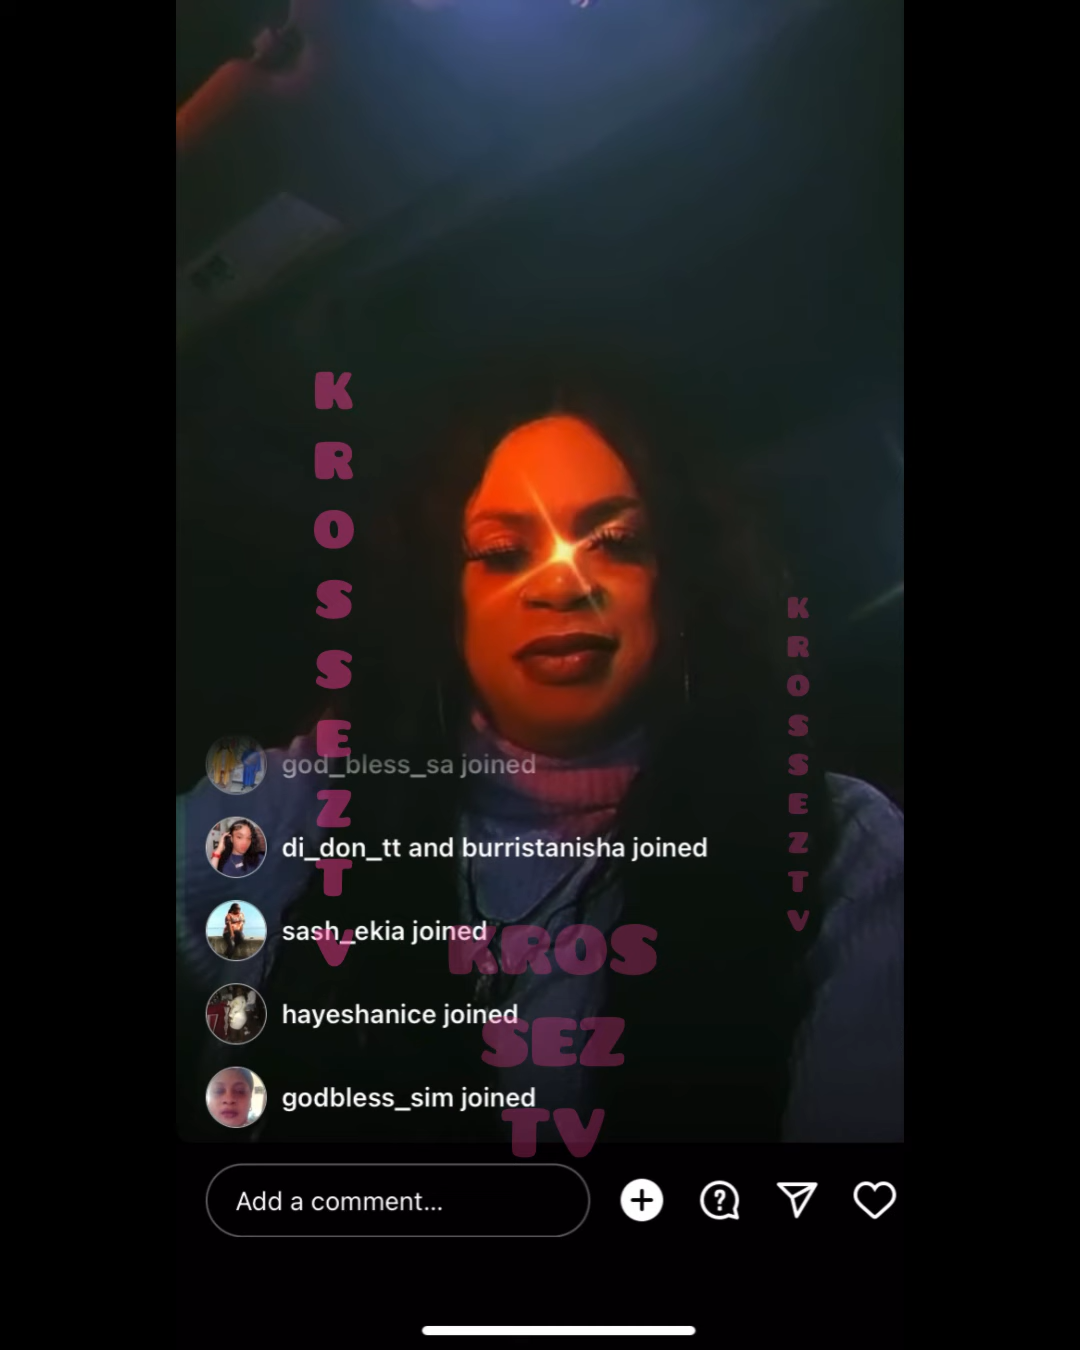 K
R
O
S
S
E
Z
T
V
K
R
O
S
S
E
Z
T
V
god_bless_sa joined
di_don_tt and burristanisha joined
sash_ekia joined
KROS
hayeshanice joined
SEZ
godbless_sim joined
TV
Add a comment...